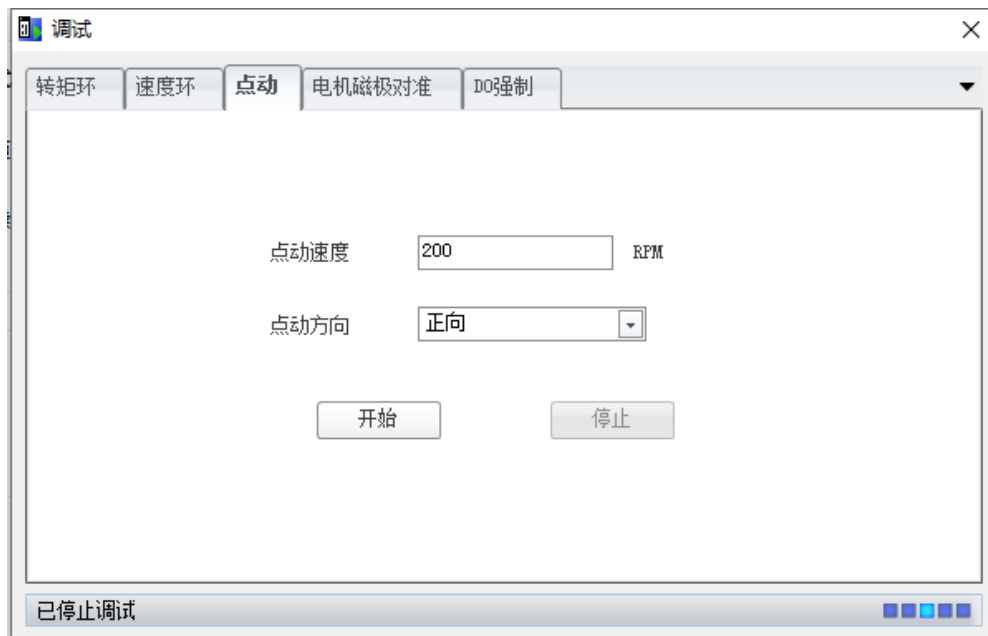 调试
转矩环 速度环 点动 电机磁极对准 DO强制
点动速度 200 RPM
点动方向 正向
开始 停止
已停止调试